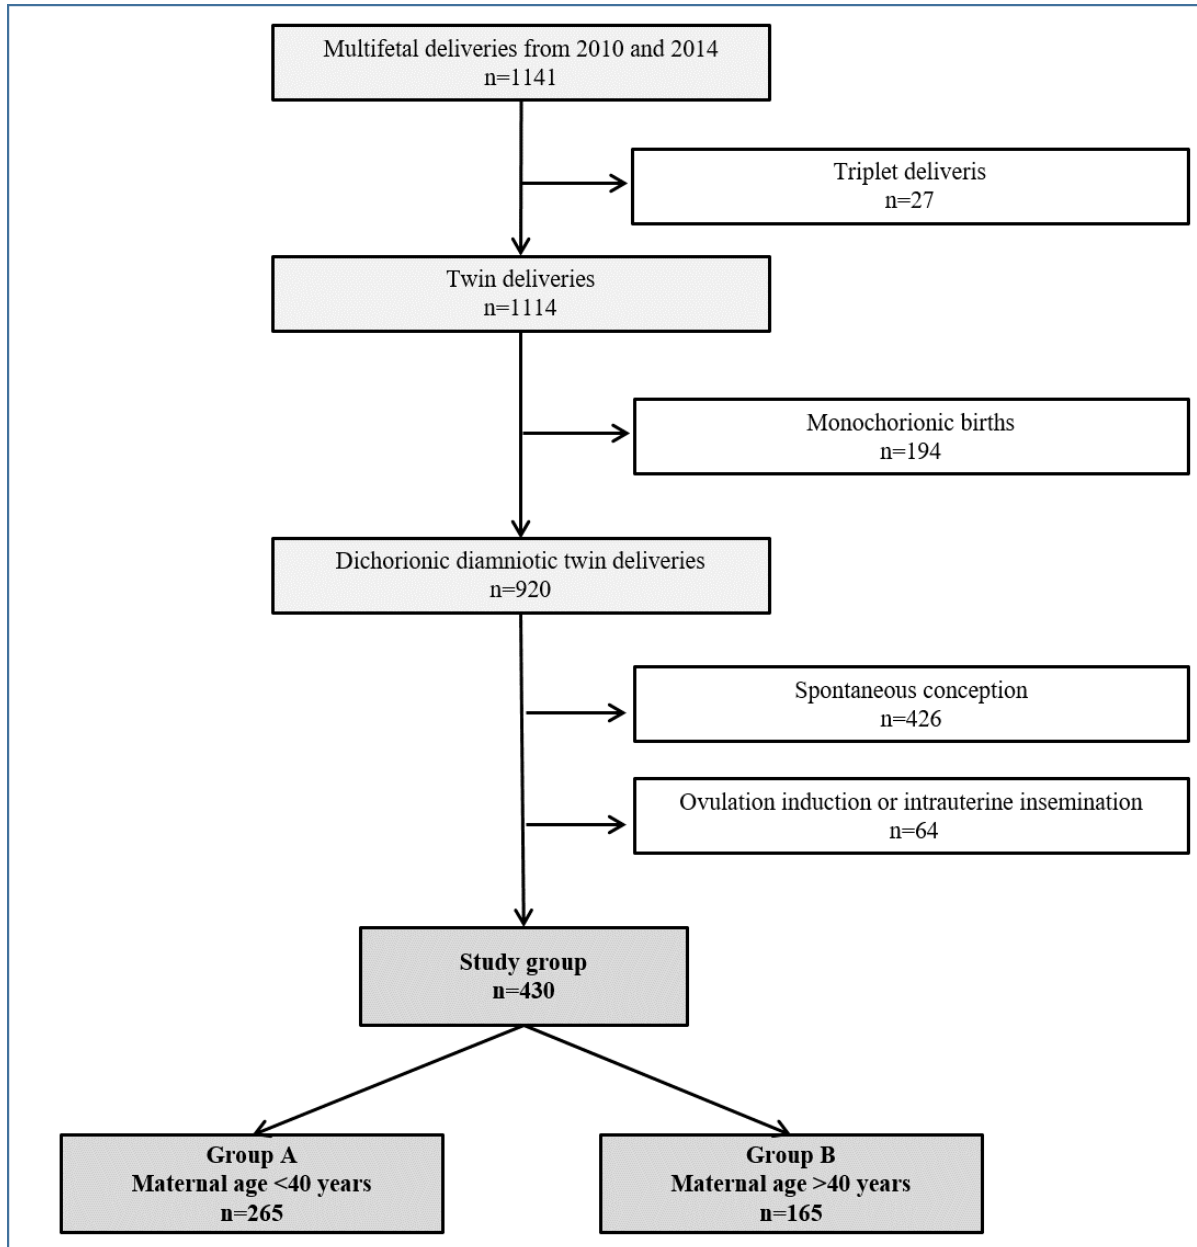 Multifetal deliveries from 2010 and 2014
n=1141
Triplet deliveris
n=27
Twin deliveries
n=1114
Monochorionic births
n=194
Dichorionic diamniotic twin deliveries
n=920
Spontaneous conception
n=426
Ovulation induction or intrauterine insemination
n=64
Study group
n=430
Group A
Maternal age <40 years
n=265
Group B
Maternal age >40 years
n=165